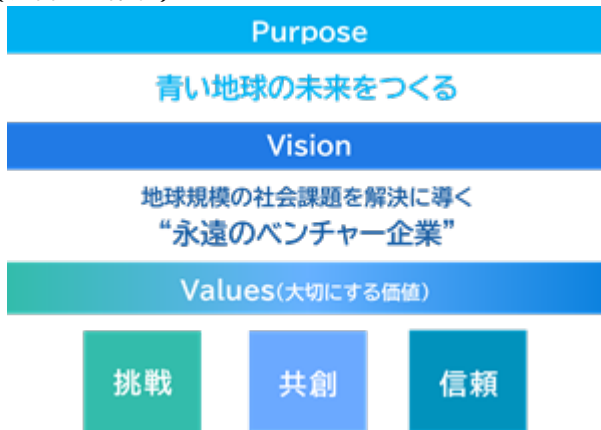 Purpose
青い地球の未来をつくる
Vision
地球規模の社会課題を解決に導く
“永遠のベンチャー企業”
Values(大切にする価値)
挑戦 共創 信頼